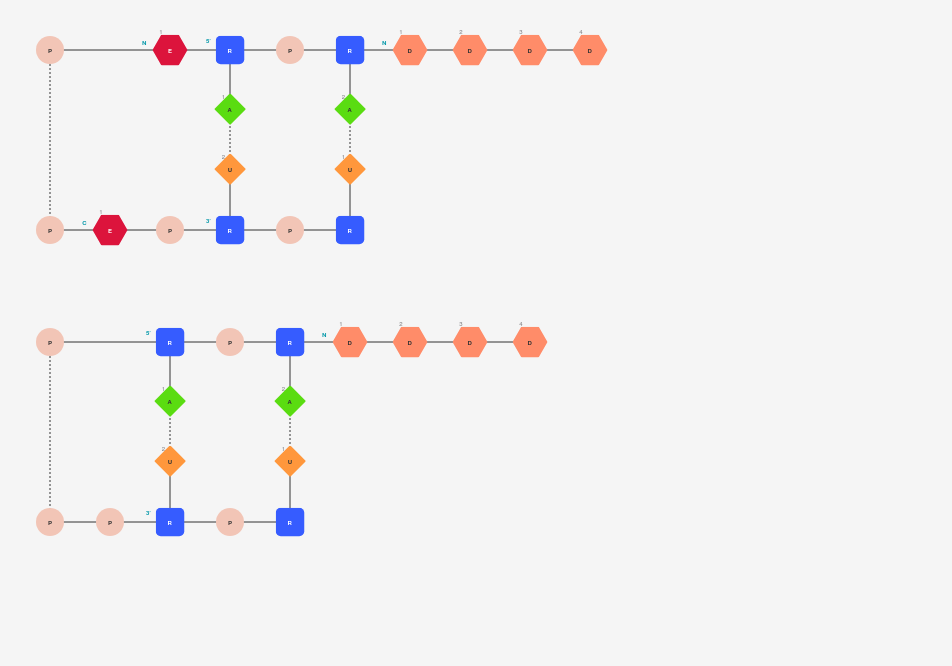 1 1 2 3 4
P N E 5' R P R N D D D D
1 2
A A
2 1
U U
1
P C E P 3' R P R
1 2 3 4
P 5' R P R N D D D D
1 2
A A
2 1
U U
P P 3' R P R